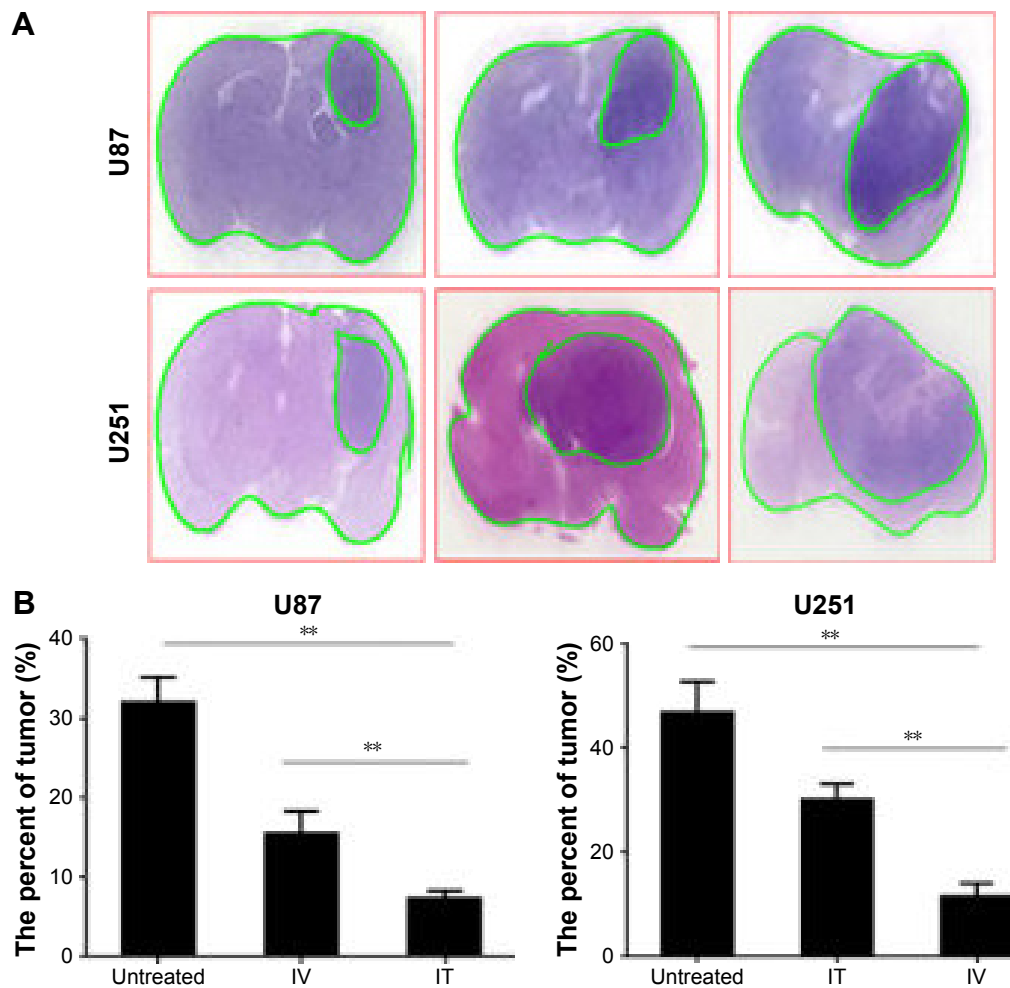 A
U87
U251
B
U87
The percent of tumor (%)
40
30
20
10
0
**
**
Untreated IV IT
U251
The percent of tumor (%)
60
40
20
0
**
**
Untreated IT IV